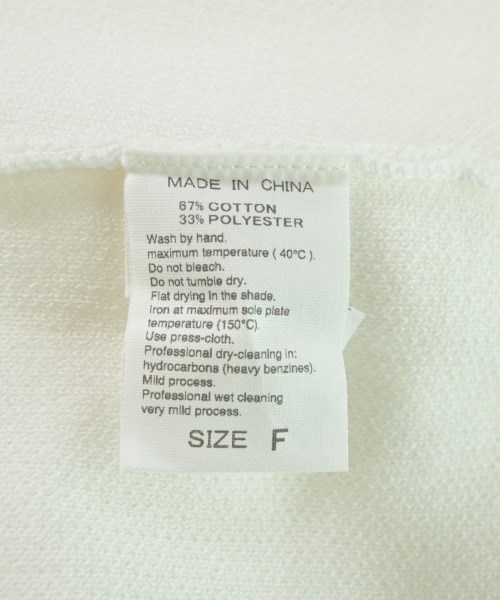 MADE IN CHINA
67% COTTON
33% POLYESTER
Wash by hand.
maximum temperature ( 40°C ).
Do not bleach.
Do not tumble dry.
Flat drying in the shade.
iron at maximum sole plate
temperature (150°C).
Use press-cloth.
Professional dry-cleaning in:
hydrocarbons (heavy benzines).
Mild process.
Professional wet cleaning
very mild process.
SIZE F